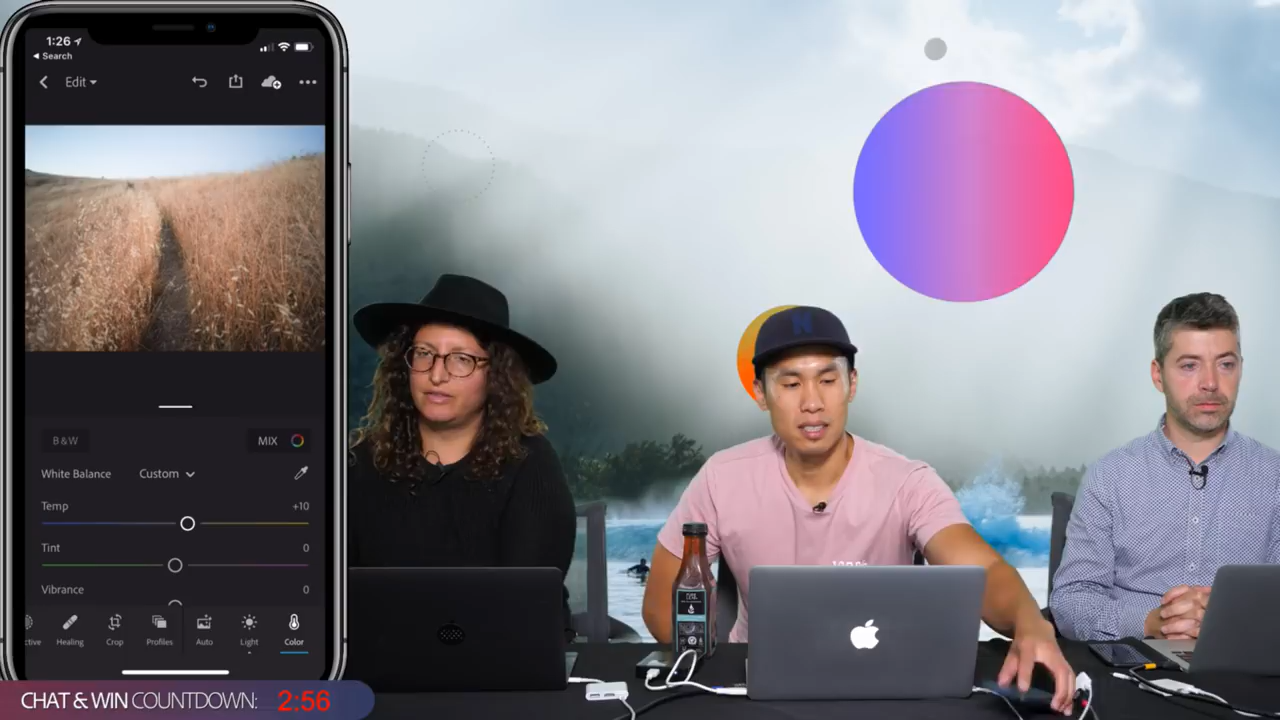 1:26
Search
Edit
B&W
MIX
White Balance
Custom
Temp
+10
Tint
0
Vibrance
0
Healing
Crop
Profiles
Auto
Light
Color
CHAT & WIN COUNTDOWN: 2:56